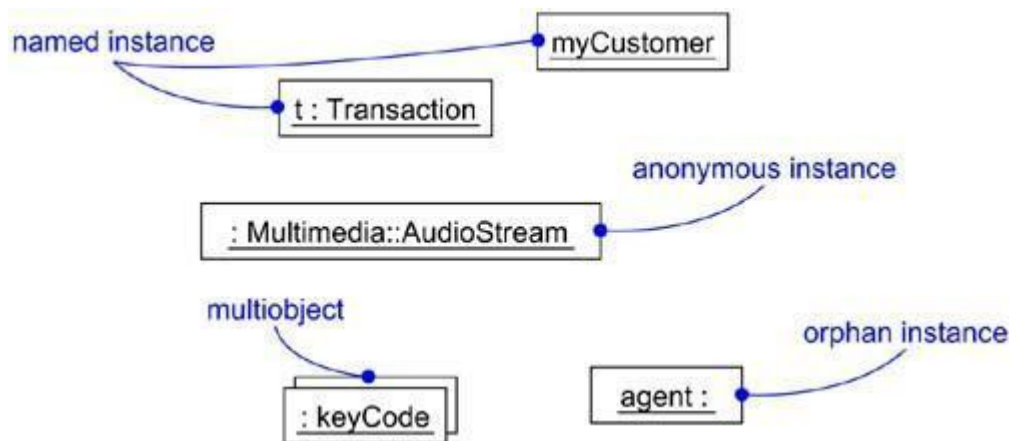 named instance
myCustomer
t : Transaction
anonymous instance
: Multimedia::AudioStream
multiobject
orphan instance
: keyCode
agent :